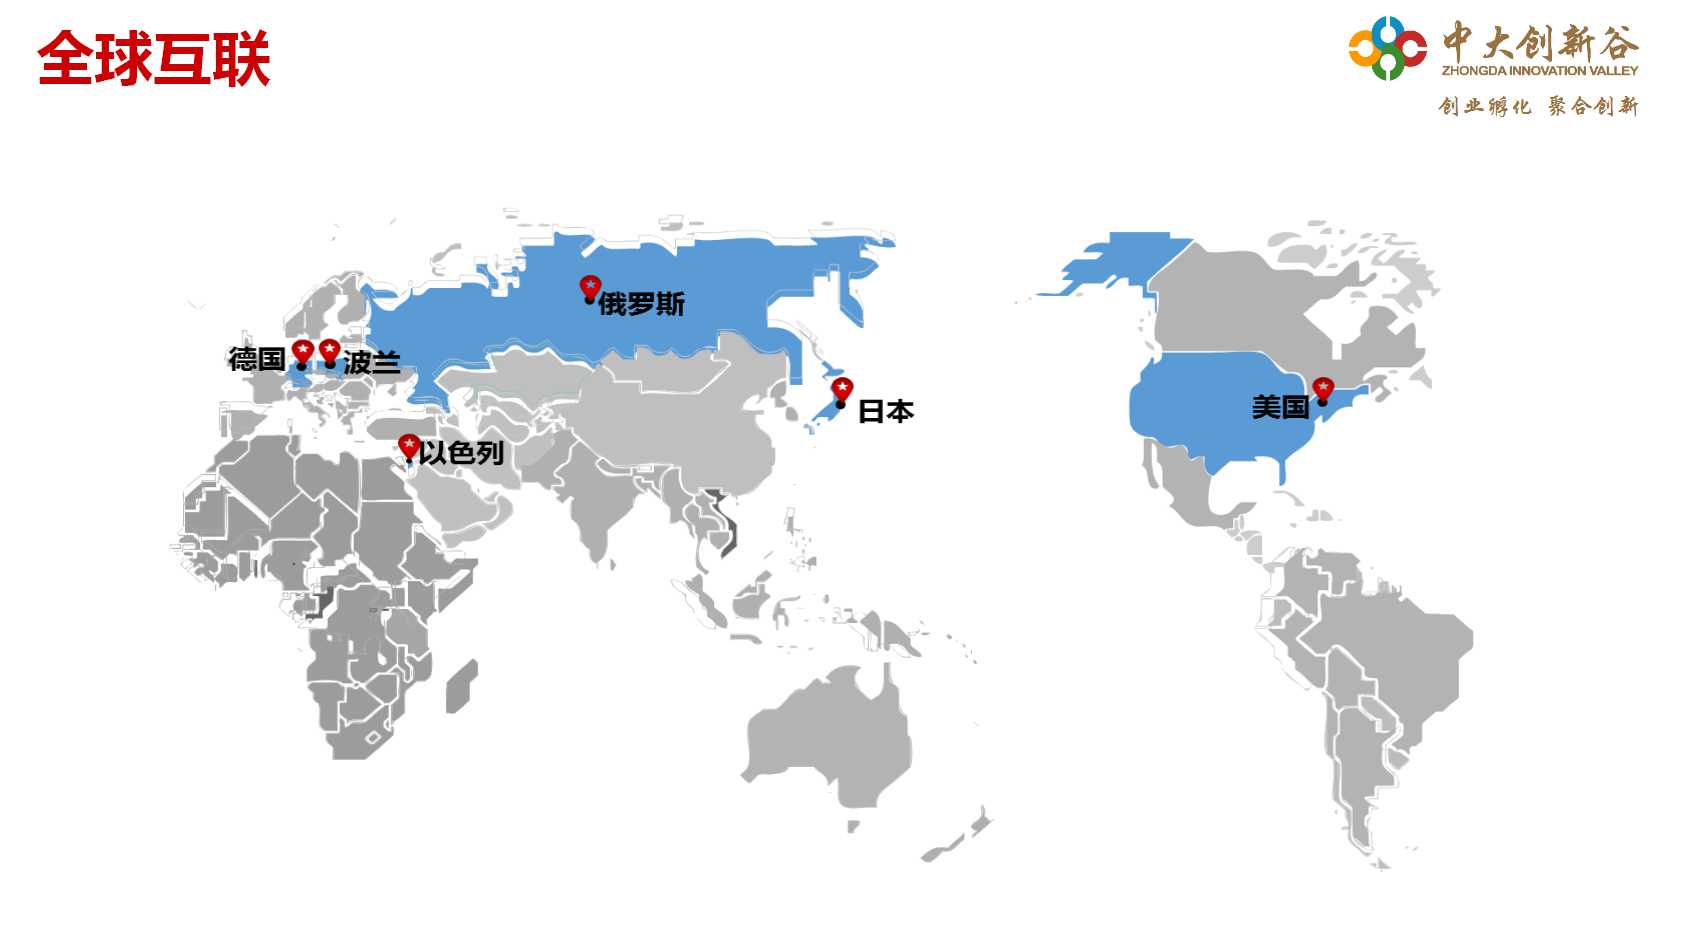 全球互联
中大创新谷
ZHONGDA INNOVATION VALLEY
创业孵化 聚合创新
俄罗斯
德国
波兰
日本
美国
以色列